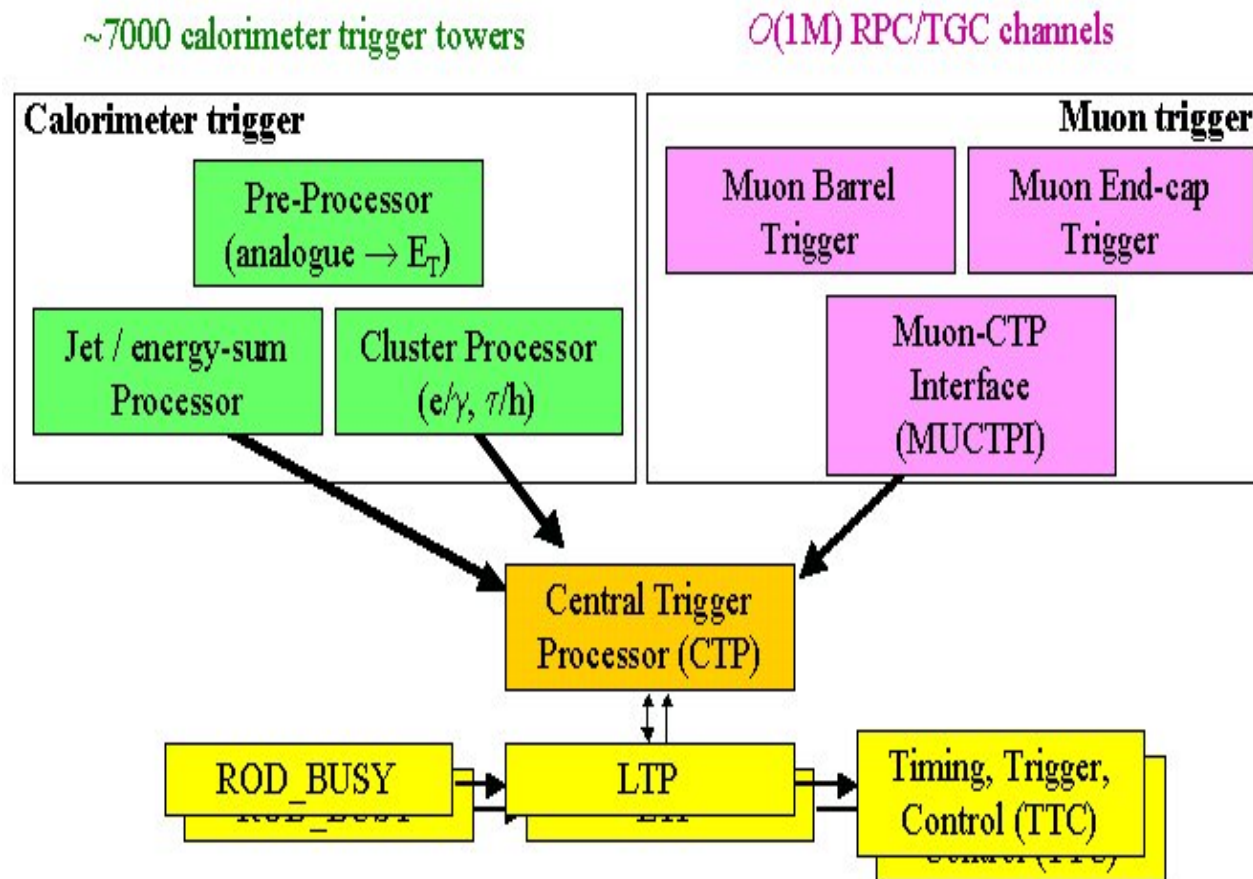 ~7000 calorimeter trigger towers
O(1M) RPC/TGC channels
Calorimeter trigger
Muon trigger
Pre-Processor
(analogue → E_T)
Muon Barrel
Trigger
Muon End-cap
Trigger
Jet / energy-sum
Processor
Cluster Processor
(e/γ, τ/h)
Muon-CTP
Interface
(MUCTPI)
Central Trigger
Processor (CTP)
ROD_BUSY
LTP
Timing, Trigger,
Control (TTC)